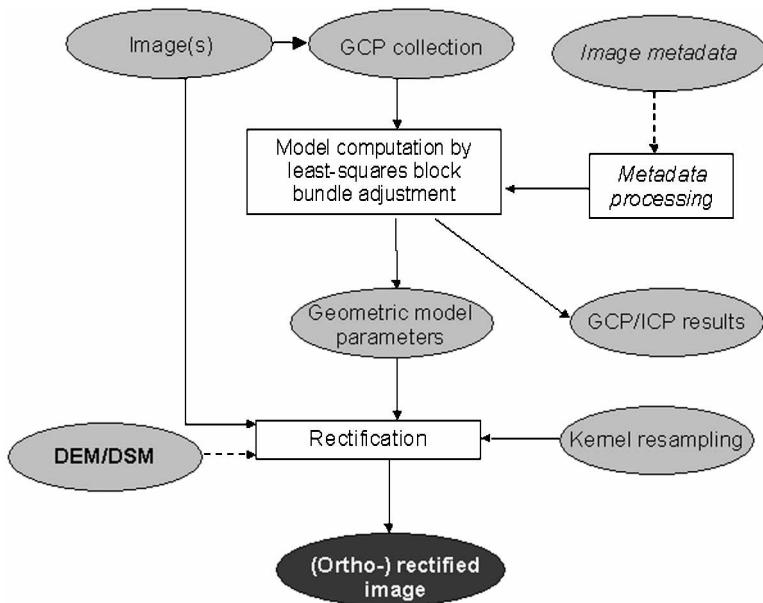 Image(s)
GCP collection
Image metadata
Model computation by
least-squares block
bundle adjustment
Metadata
processing
Geometric model
parameters
GCP/ICP results
Rectification
Kernel resampling
DEM/DSM
(Ortho-) rectified
image